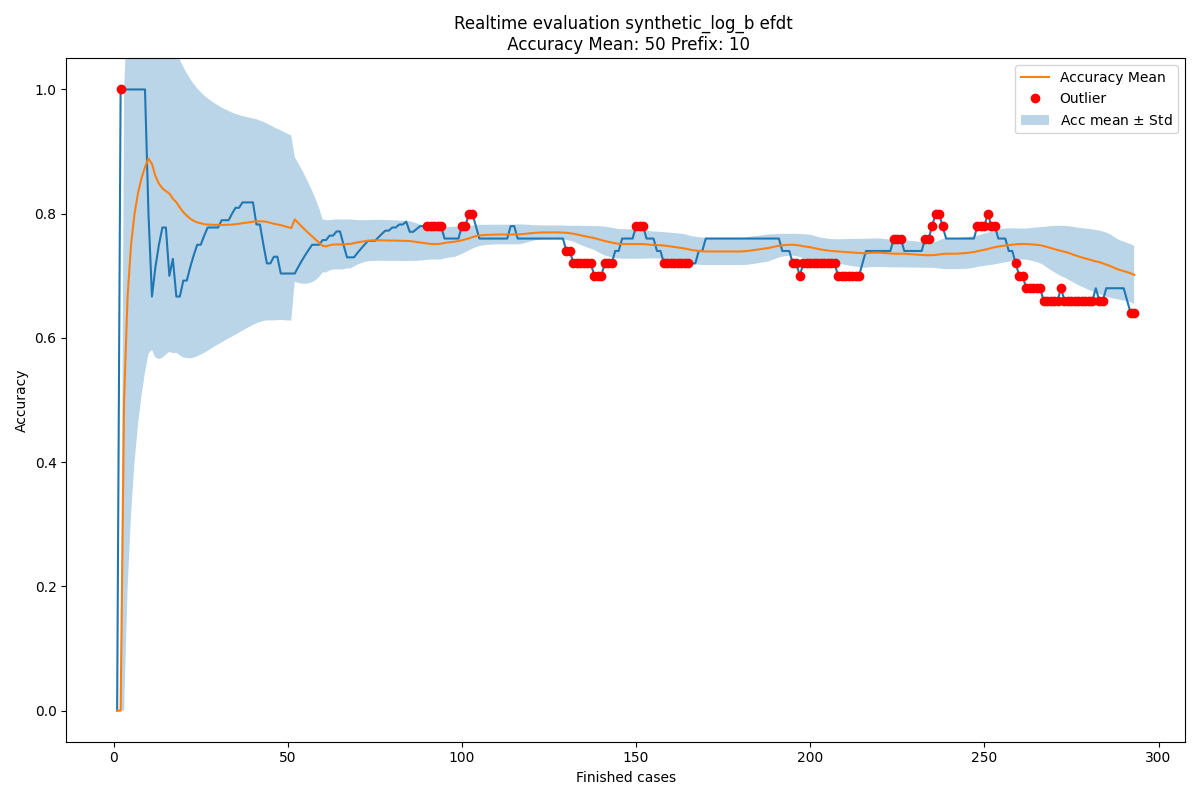 Realtime evaluation synthetic_log_b efdt
Accuracy Mean: 50 Prefix: 10
Accuracy Mean
Outlier
Acc mean ± Std
1.0
0.8
0.6
0.4
0.2
0.0
Accuracy
0 50 100 150 200 250 300
Finished cases